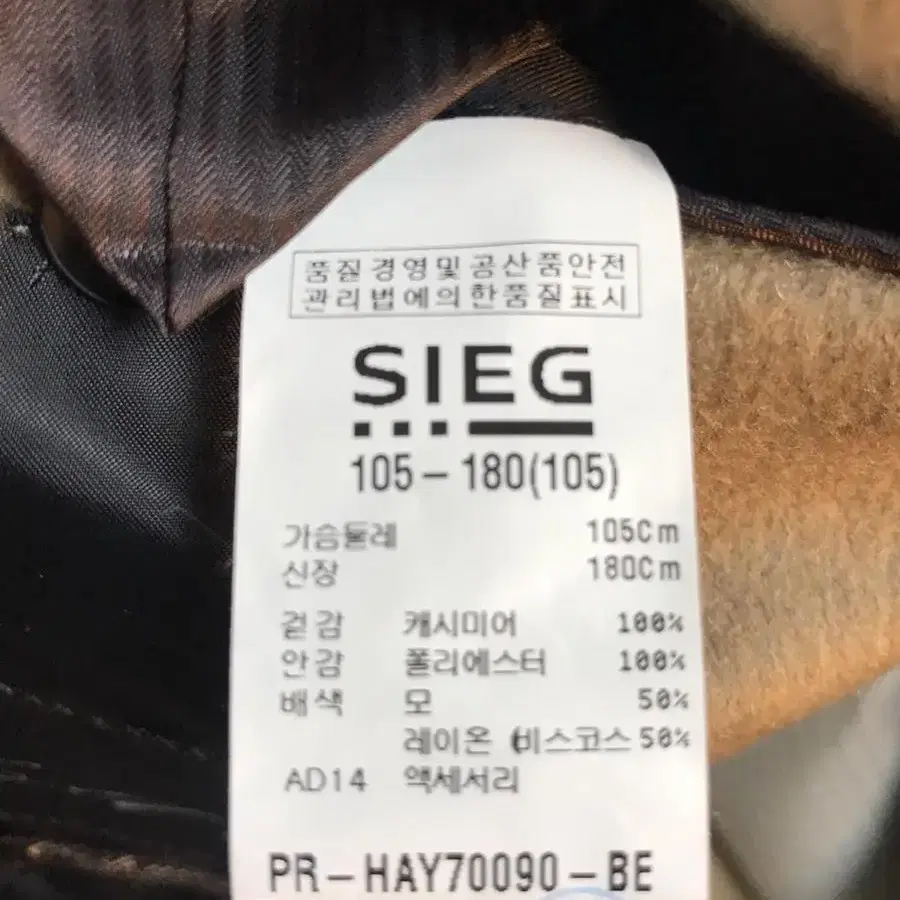 품질경영및공산품안전
관리법에의한품질표시
SIEG
105-180(105)
가슴둘레 105Cm
신장 180Cm
겉감 캐시미어 100%
안감 폴리에스터 100%
배색 모 50%
레이온 (비스코스 50%
AD14 액세서리
PR-HAY70090-BE